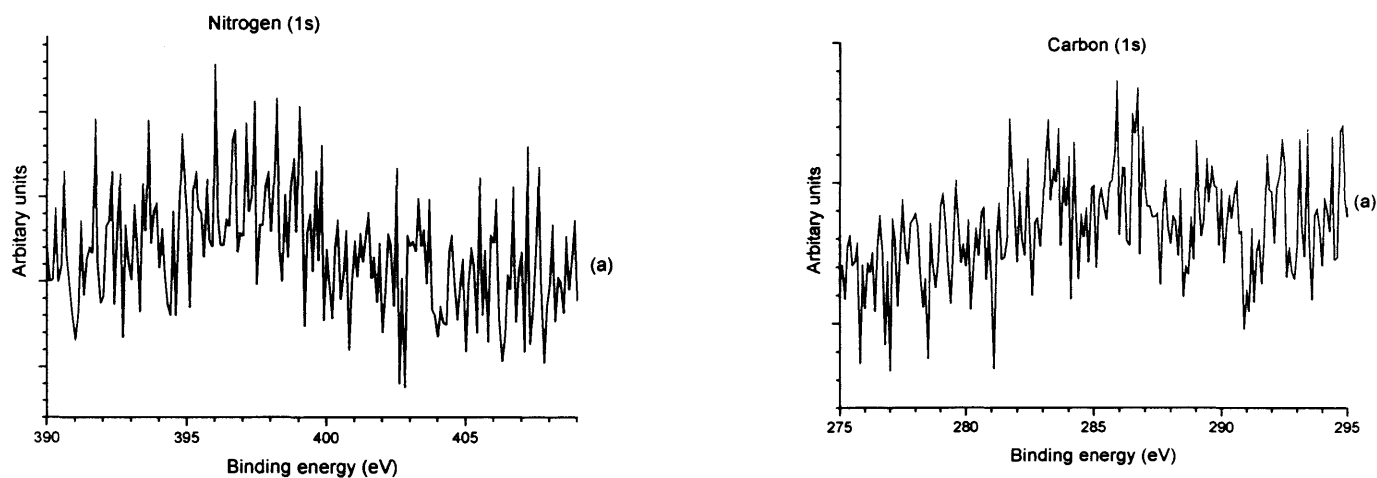 Nitrogen (1s)
Arbitary units
(a)
390
395
400
405
Binding energy (eV)
Carbon (1s)
Arbitary units
(a)
275
280
285
290
295
Binding energy (eV)